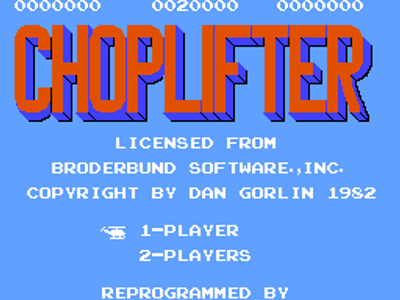 0000000 0020000 0000000
CHOPLIFTER
LICENSED FROM
BRODERBUND SOFTWARE.,INC.
COPYRIGHT BY DAN GORLIN 1982
1-PLAYER
2-PLAYERS
REPROGRAMMED BY